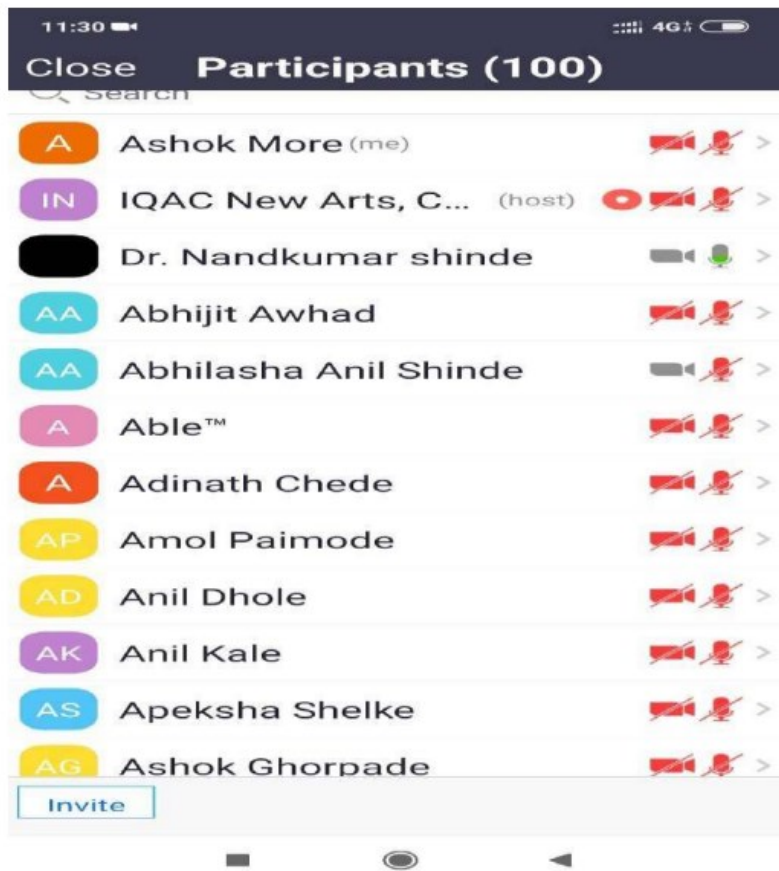 11:30 4G
Close Participants (100)
Search
A Ashok More (me)
IN IQAC New Arts, C... (host)
Dr. Nandkumar shinde
AA Abhijit Awhad
AA Abhilasha Anil Shinde
A Able™
A Adinath Chede
AP Amol Paimode
AD Anil Dhole
AK Anil Kale
AS Apeksha Shelke
AG Ashok Ghorpade
Invite